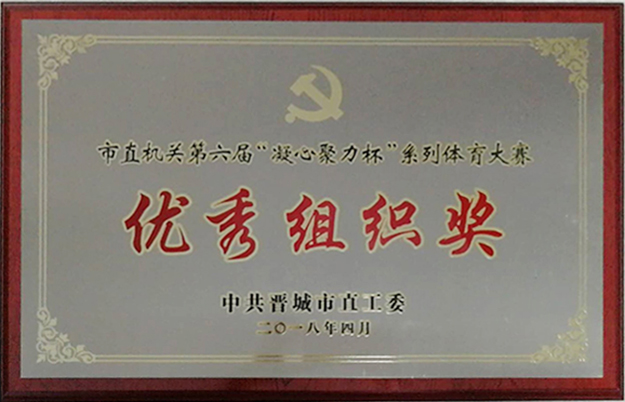 市直机关第六届“凝心聚力杯”系列体育大赛
优秀组织奖
中共晋城市直工委
二〇一八年四月